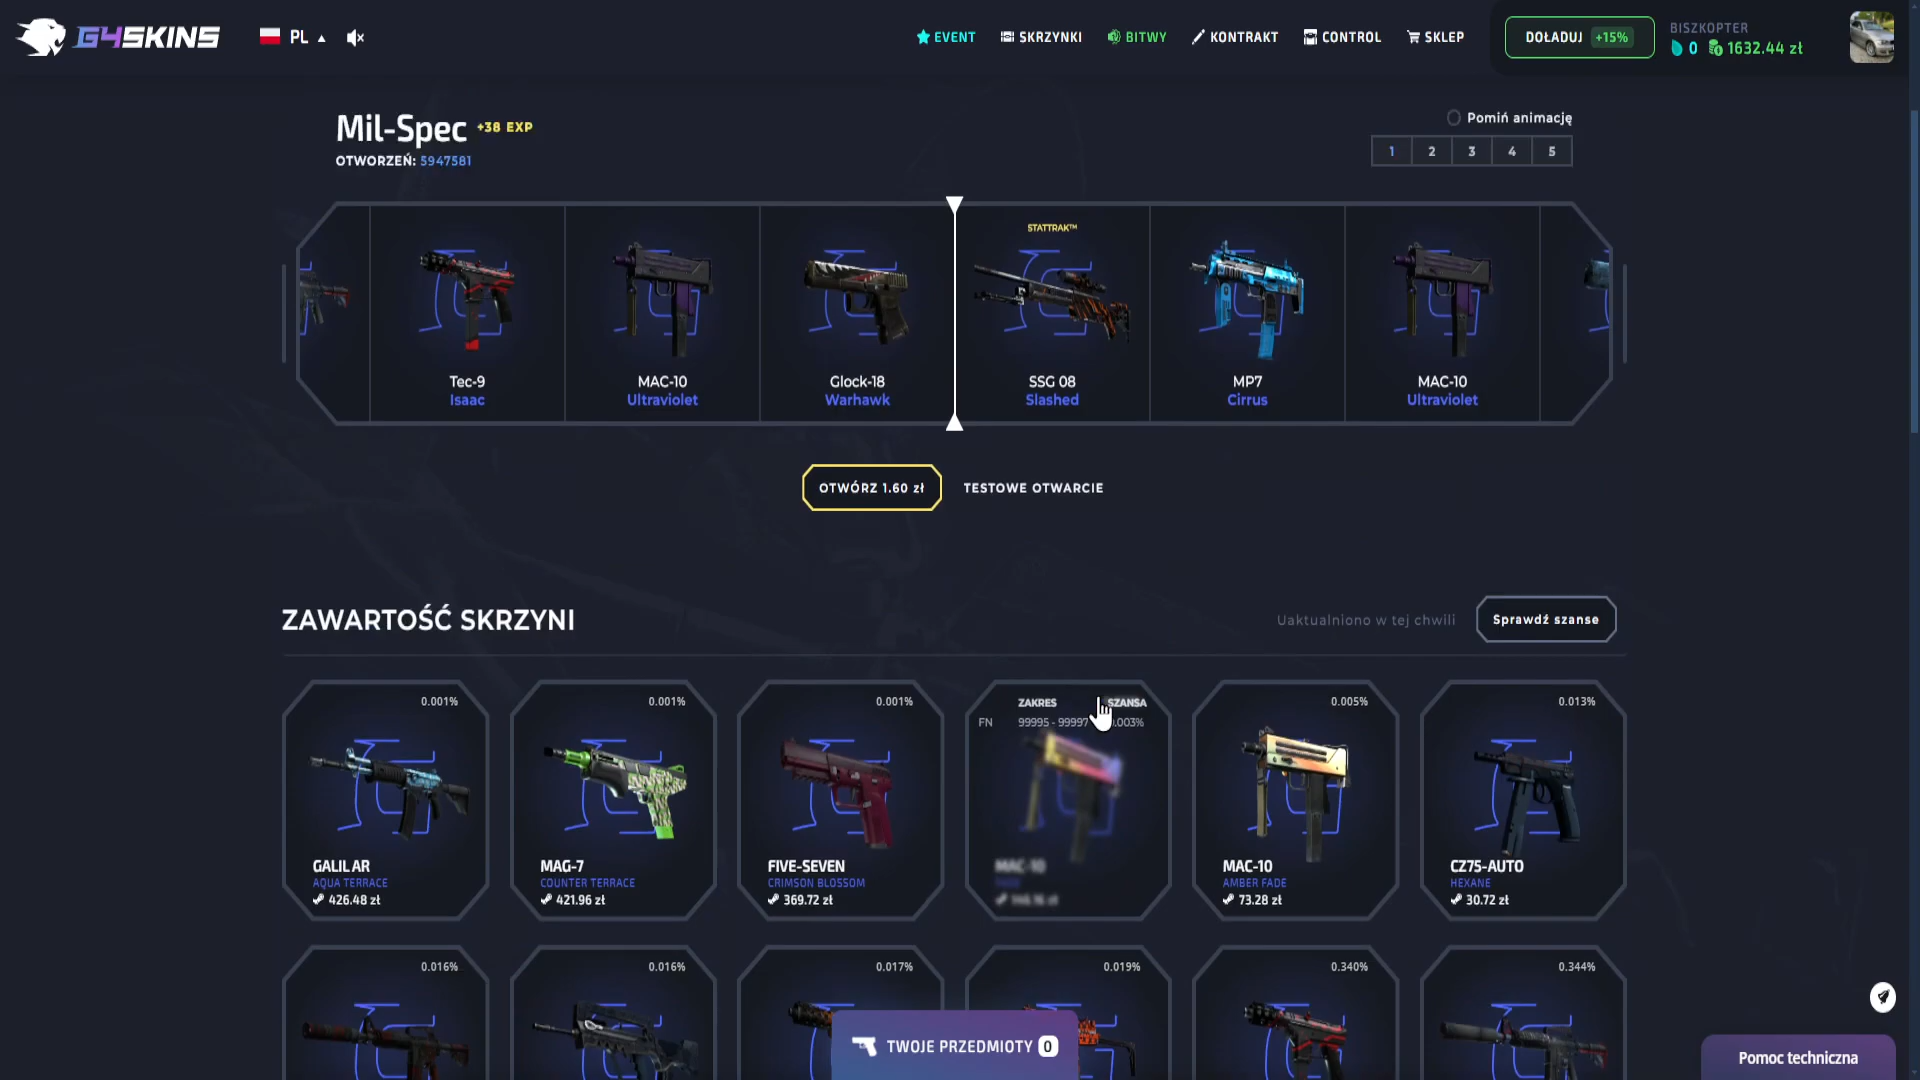 G4SKINS
PL
EVENT
SKRZYNKI
BITWY
KONTRAKT
CONTROL
SKLEP
DOŁADUJ +15%
BISZKOPTER
0 1632.44 zł
Mil-Spec +38 EXP
OTWORZEŃ: 5947581
Pomiń animację
1 2 3 4 5
Tec-9
Isaac
MAC-10
Ultraviolet
Glock-18
Warhawk
STATTRAK™
SSG 08
Slashed
MP7
Cirrus
MAC-10
Ultraviolet
OTWÓRZ 1.60 zł
TESTOWE OTWARCIE
ZAWARTOŚĆ SKRZYNI
Uaktualniono w tej chwili
Sprawdź szanse
0.001%
GALIL AR
AQUA TERRACE
426.48 zł
0.001%
MAG-7
COUNTER TERRACE
421.96 zł
0.001%
FIVE-SEVEN
CRIMSON BLOSSOM
369.72 zł
ZAKRES SZANSA
FN 99995 - 99997
MAC-10
0.005%
MAC-10
AMBER FADE
73.28 zł
0.013%
CZ75-AUTO
HEXANE
30.72 zł
0.016%
0.016%
0.017%
0.019%
0.340%
0.344%
TWOJE PRZEDMIOTY 0
Pomoc techniczna